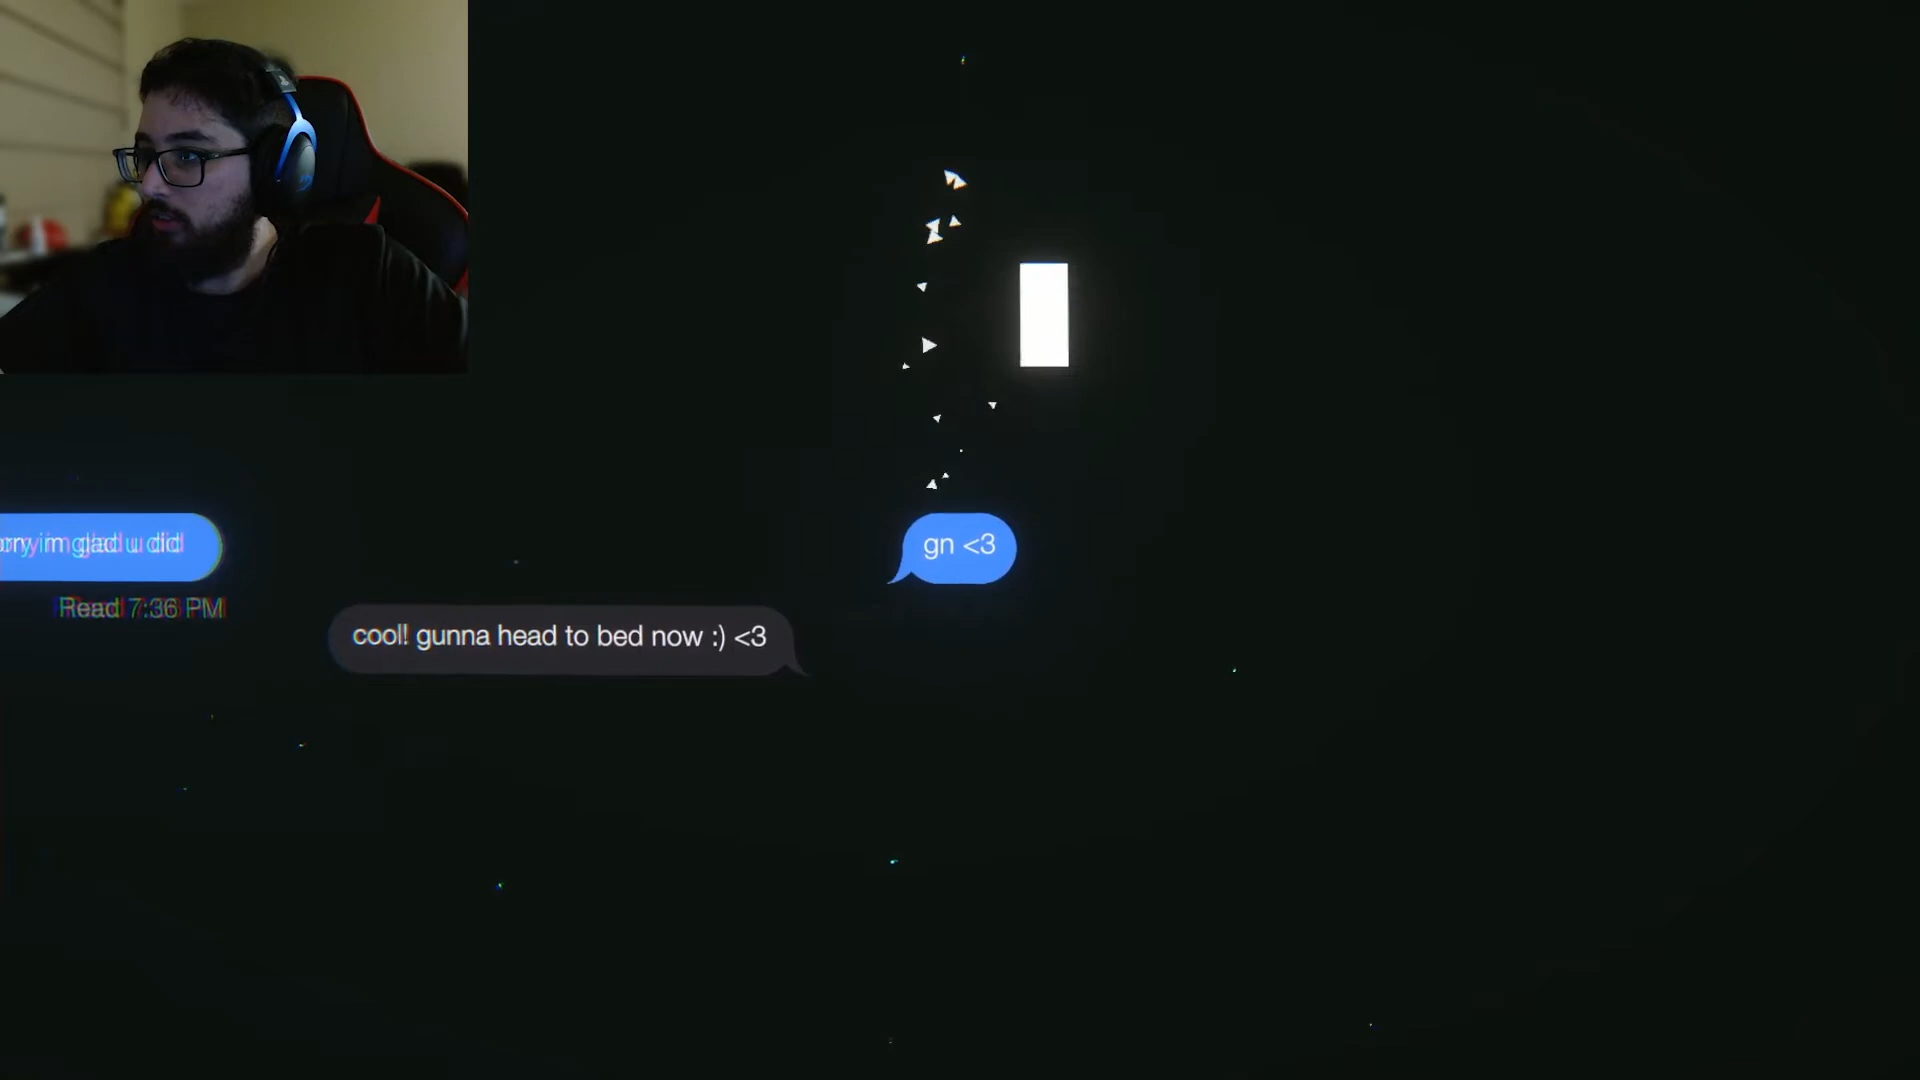 im glad u did
Read 7:36 PM
gn <3
cool! gunna head to bed now :) <3